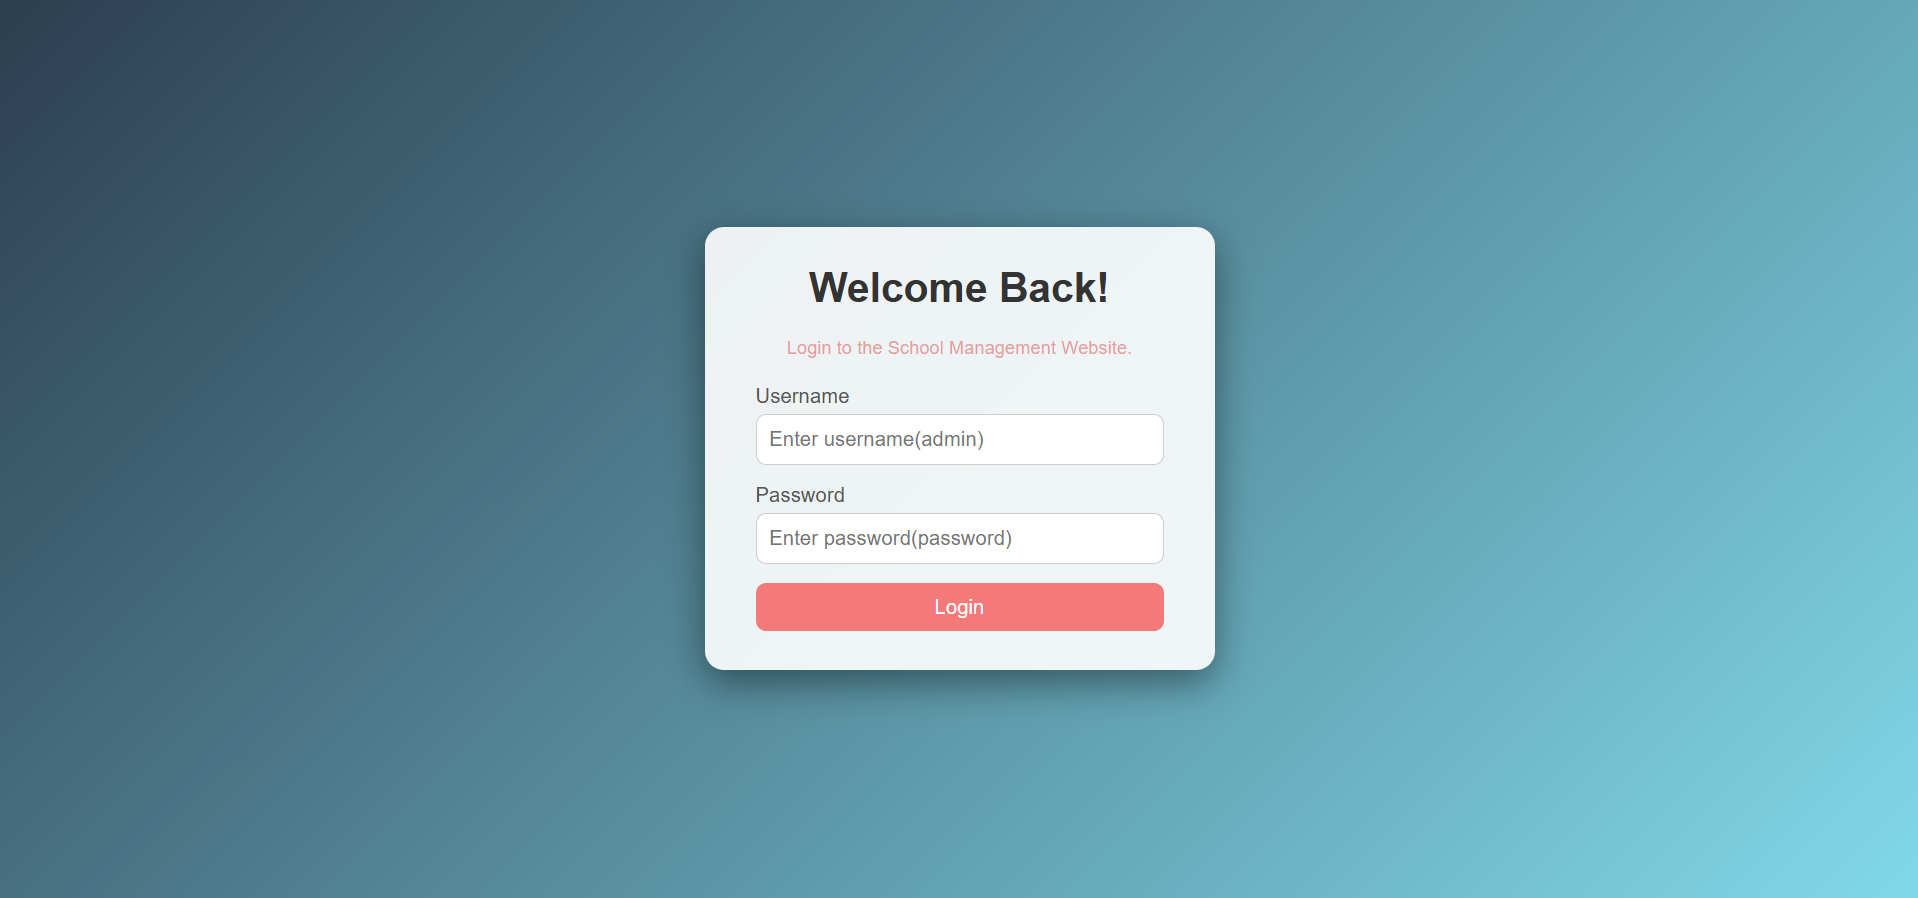 Welcome Back!
Login to the School Management Website.
Username
Enter username(admin)
Password
Enter password(password)
Login